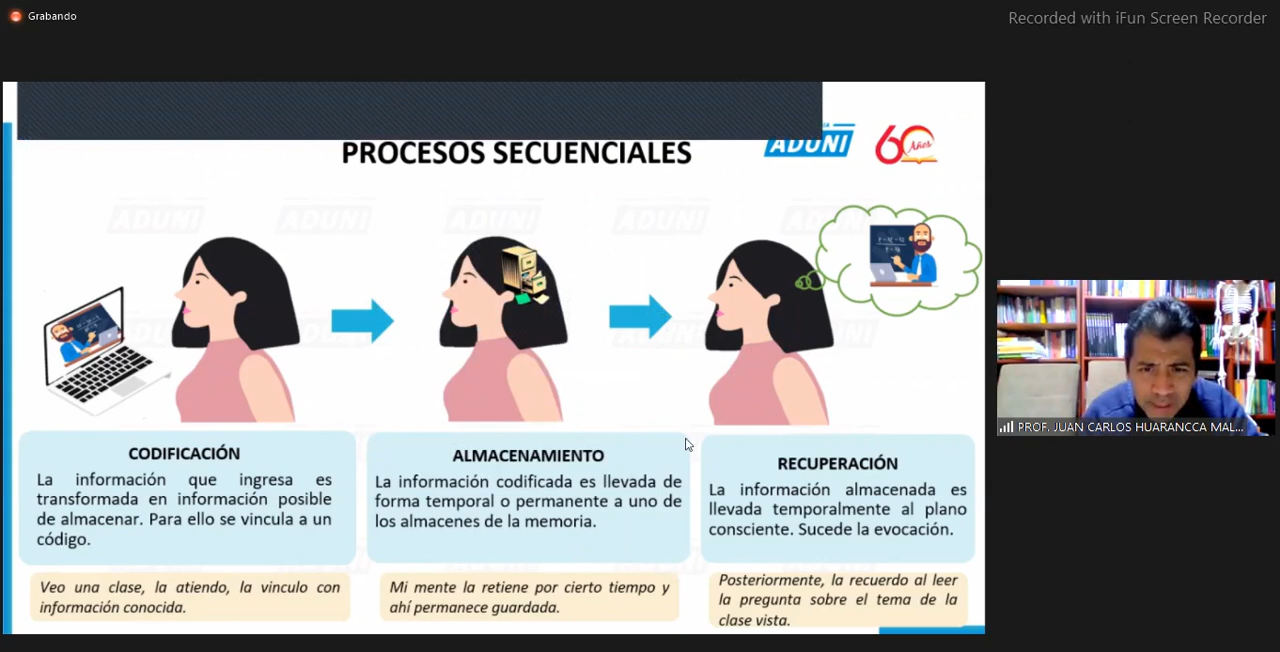 Grabando
Recorded with iFun Screen Recorder
PROCESOS SECUENCIALES
ADUNI
60
Años
ADUNI ADUNI ADUNI ADUNI
CODIFICACIÓN
La información que ingresa es
transformada en información posible
de almacenar. Para ello se vincula a un
código.
Veo una clase, la atiendo, la vinculo con
información conocida.
ALMACENAMIENTO
La información codificada es llevada de
forma temporal o permanente a uno de
los almacenes de la memoria.
Mi mente la retiene por cierto tiempo y
ahí permanece guardada.
RECUPERACIÓN
La información almacenada es
llevada temporalmente al plano
consciente. Sucede la evocación.
Posteriormente, la recuerdo al leer
la pregunta sobre el tema de la
clase vista.
PROF. JUAN CARLOS HUARANCCA MAL...